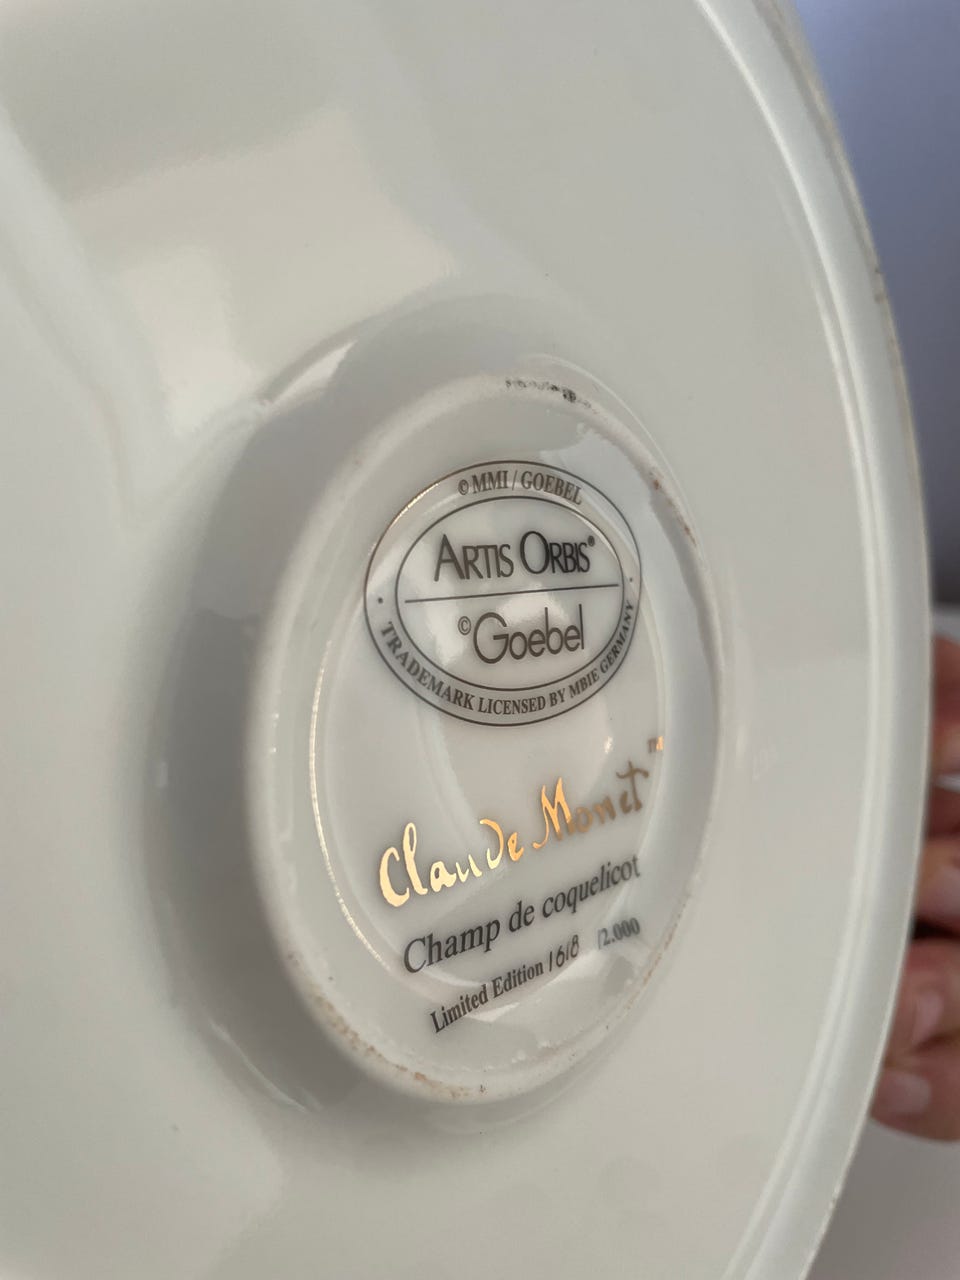 © MMI / GOEBEL
ARTIS ORBIS®
©Goebel
· TRADEMARK LICENSED BY MBIE GERMANY ·
Claude Monet™
Champ de coquelicot
Limited Edition 1618 /2.000